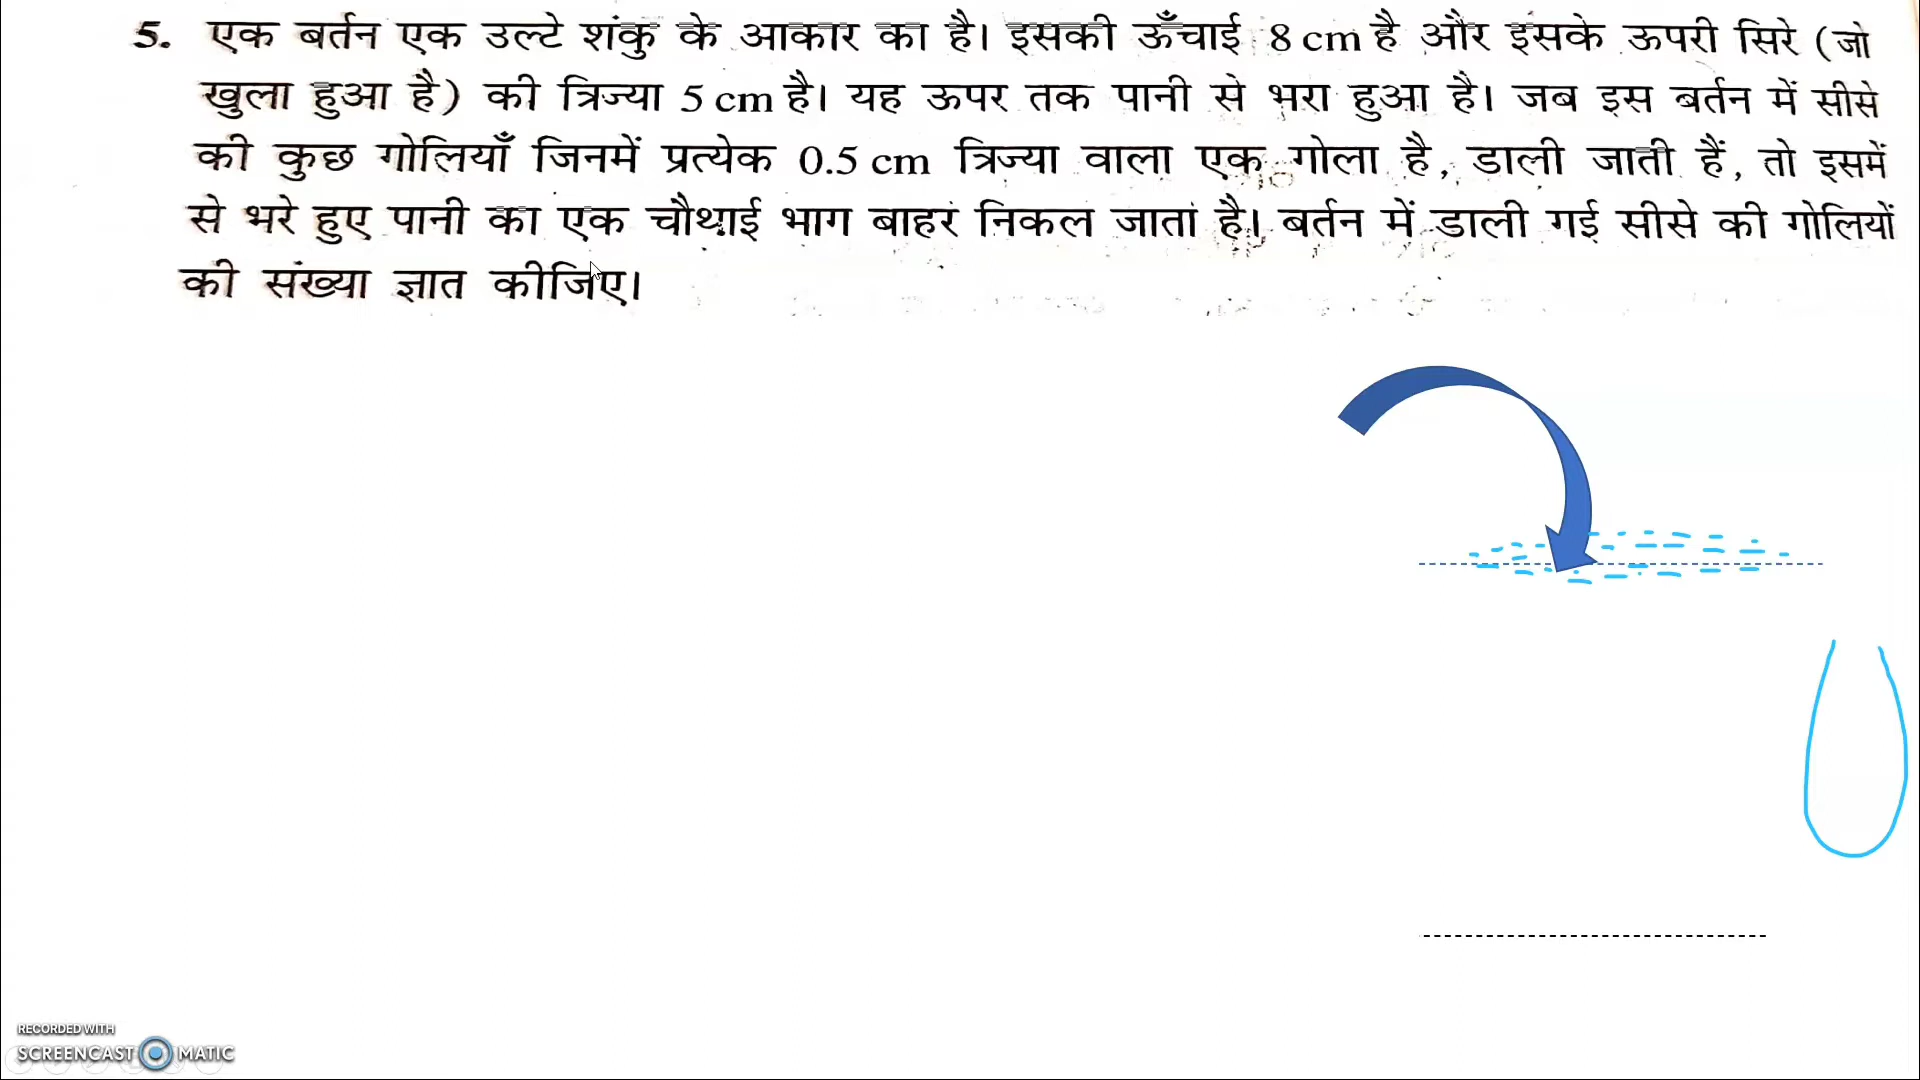 5. एक बर्तन एक उल्टे शंकु के आकार का है। इसकी ऊँचाई 8 cm है और इसके ऊपरी सिरे (जो
खुला हुआ है) की त्रिज्या 5 cm है। यह ऊपर तक पानी से भरा हुआ है। जब इस बर्तन में सीसे
की कुछ गोलियाँ जिनमें प्रत्येक 0.5 cm त्रिज्या वाला एक गोला है, डाली जाती हैं, तो इसमें
से भरे हुए पानी का एक चौथाई भाग बाहर निकल जाता है। बर्तन में डाली गई सीसे की गोलियों
की संख्या ज्ञात कीजिए।
RECORDED WITH
SCREENCAST MATIC